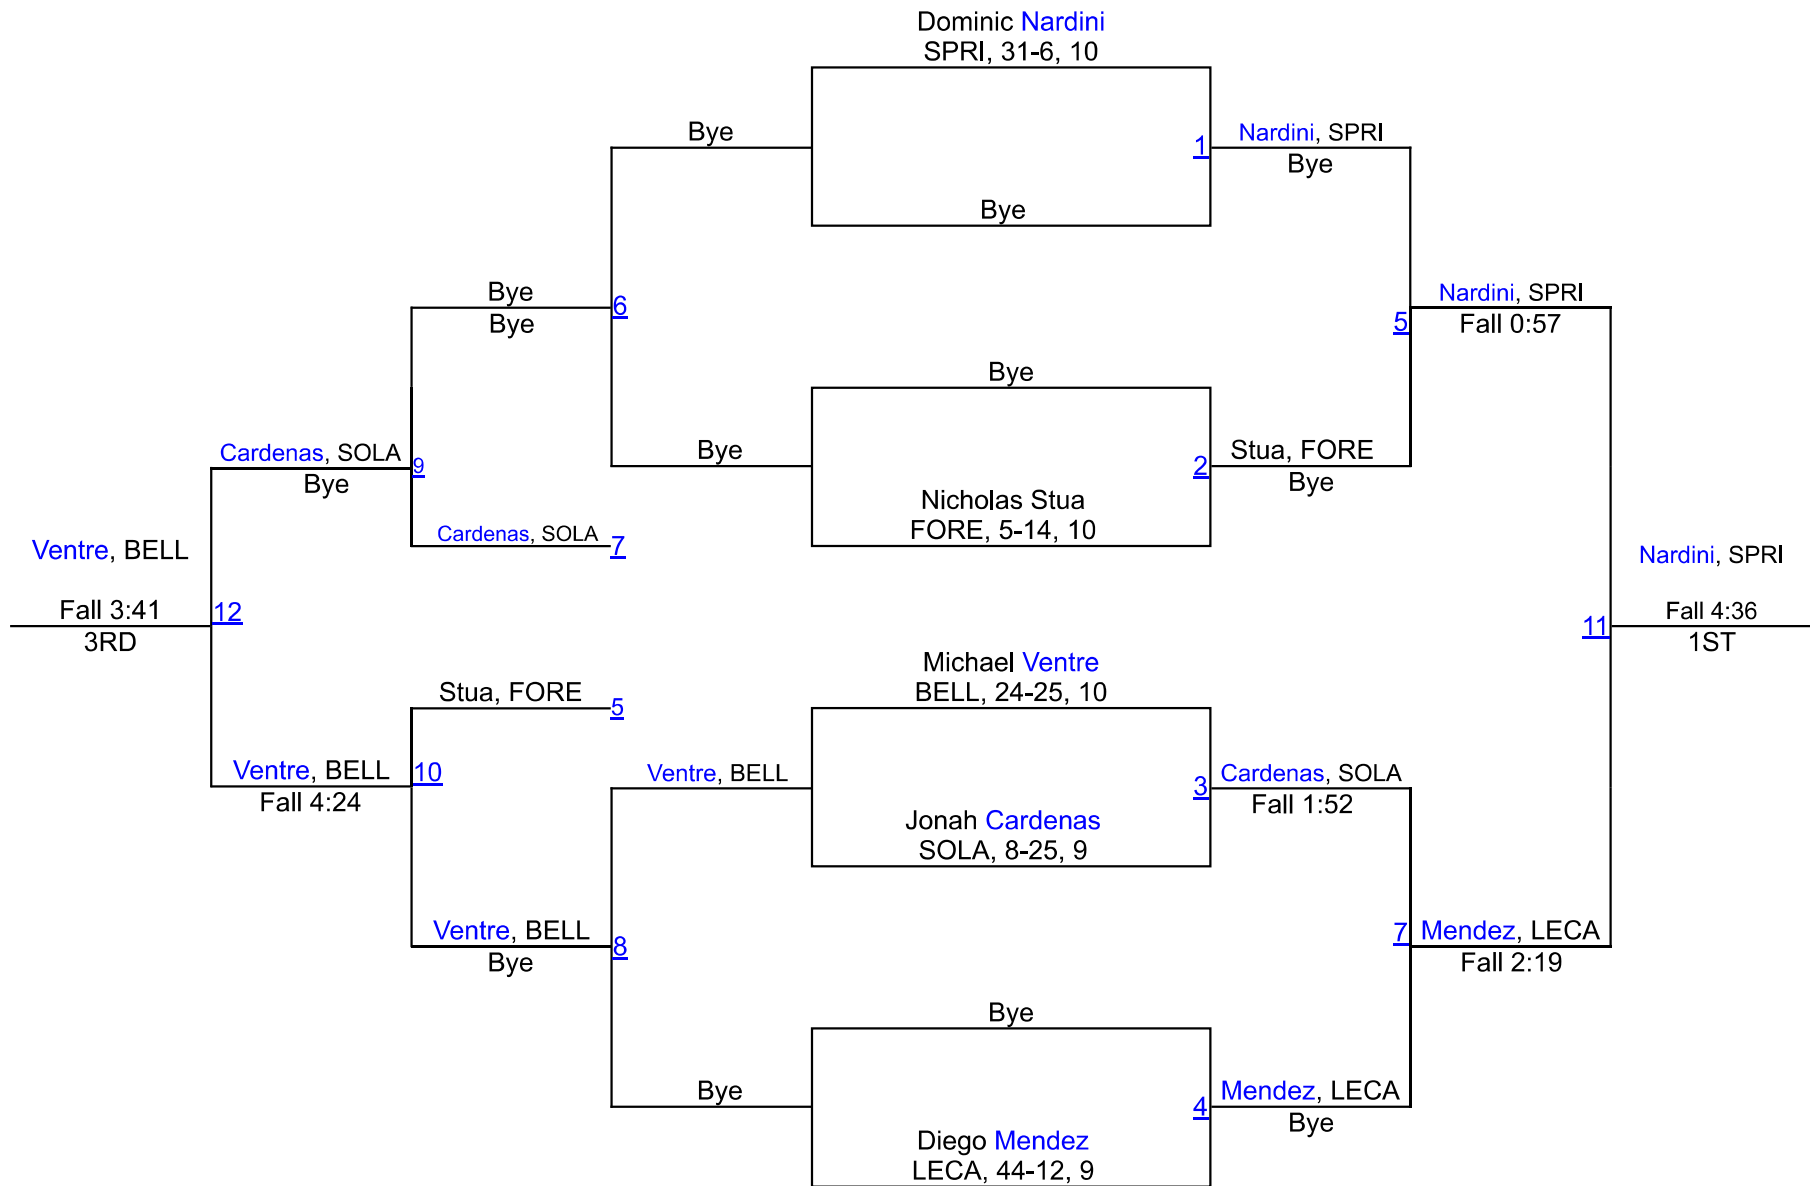 Dominic Nardini
SPRI, 31-6, 10
Bye
1
Nardini, SPRI
Bye
Bye
Bye
Bye
6
Nardini, SPRI
5
Fall 0:57
Bye
Bye
Stua, FORE
2
Bye
Cardenas, SOLA
9
Bye
Nicholas Stua
FORE, 5-14, 10
Cardenas, SOLA
7
Ventre, BELL
Nardini, SPRI
Fall 3:41
12
3RD
Fall 4:36
11
1ST
Michael Ventre
BELL, 24-25, 10
Stua, FORE
5
Ventre, BELL
10
Fall 4:24
Ventre, BELL
3
Cardenas, SOLA
Fall 1:52
Jonah Cardenas
SOLA, 8-25, 9
Ventre, BELL
8
Bye
7
Mendez, LECA
Fall 2:19
Bye
Bye
4
Mendez, LECA
Bye
Diego Mendez
LECA, 44-12, 9